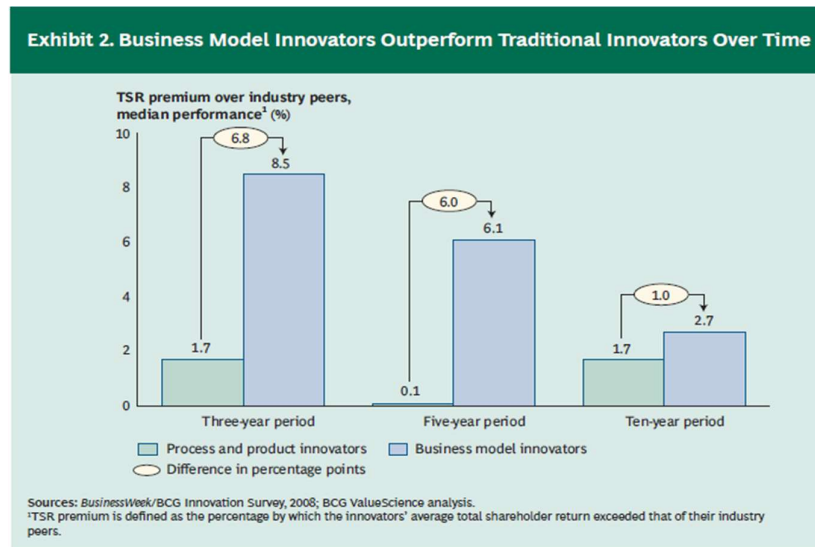 Exhibit 2. Business Model Innovators Outperform Traditional Innovators Over Time
TSR premium over industry peers,
median performance¹ (%)
10
8
6
4
2
0
6.8
8.5
1.7
6.0
6.1
0.1
1.0
2.7
1.7
Three-year period
Five-year period
Ten-year period
Process and product innovators
Business model innovators
Difference in percentage points
Sources: BusinessWeek/BCG Innovation Survey, 2008; BCG ValueScience analysis.
¹TSR premium is defined as the percentage by which the innovators' average total shareholder return exceeded that of their industry
peers.